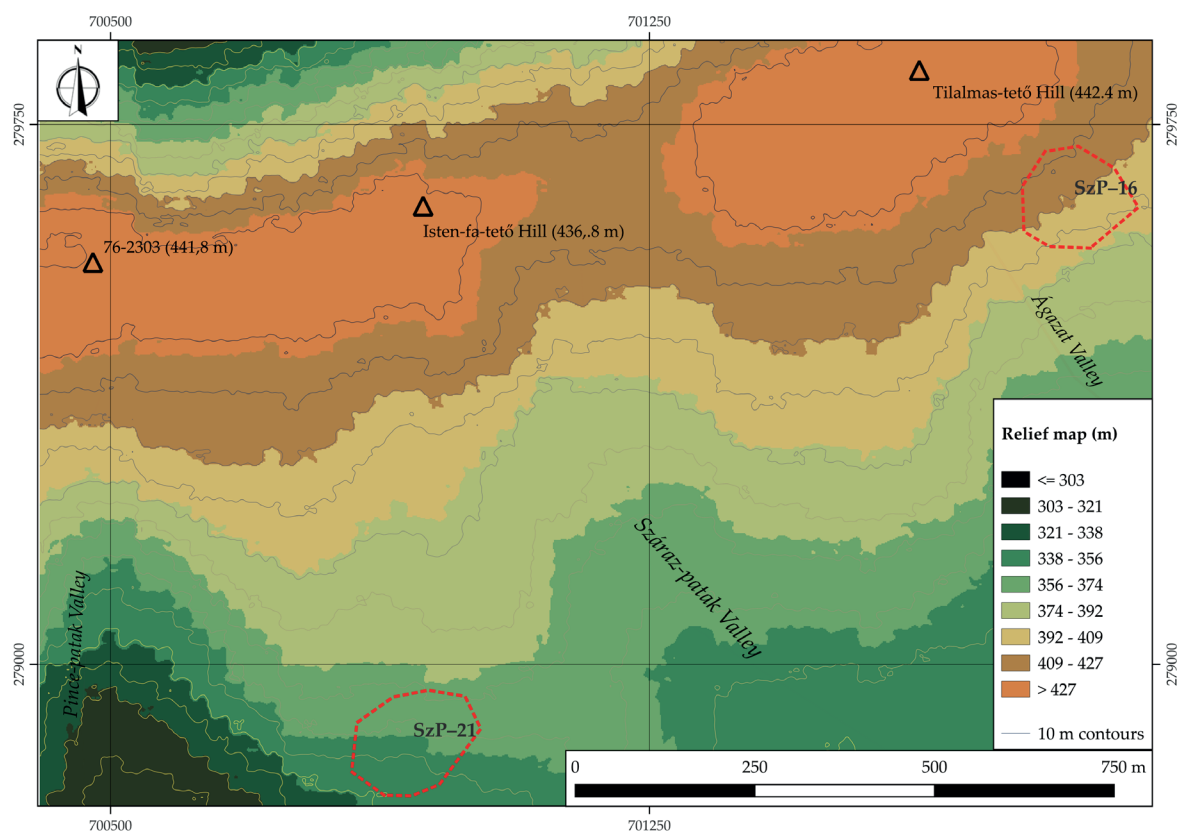 700500 701250
N
Tilalmas-tető Hill (442.4 m)
279750 279750
SzP–16
Isten-fa-tető Hill (436,.8 m)
76-2303 (441,8 m)
Ágazat Valley
Relief map (m)
<= 303
303 - 321
321 - 338
338 - 356
356 - 374
374 - 392
392 - 409
409 - 427
> 427
10 m contours
Száraz-patak Valley
Pince-patak Valley
279000 279000
SzP–21
0 250 500 750 m
700500 701250